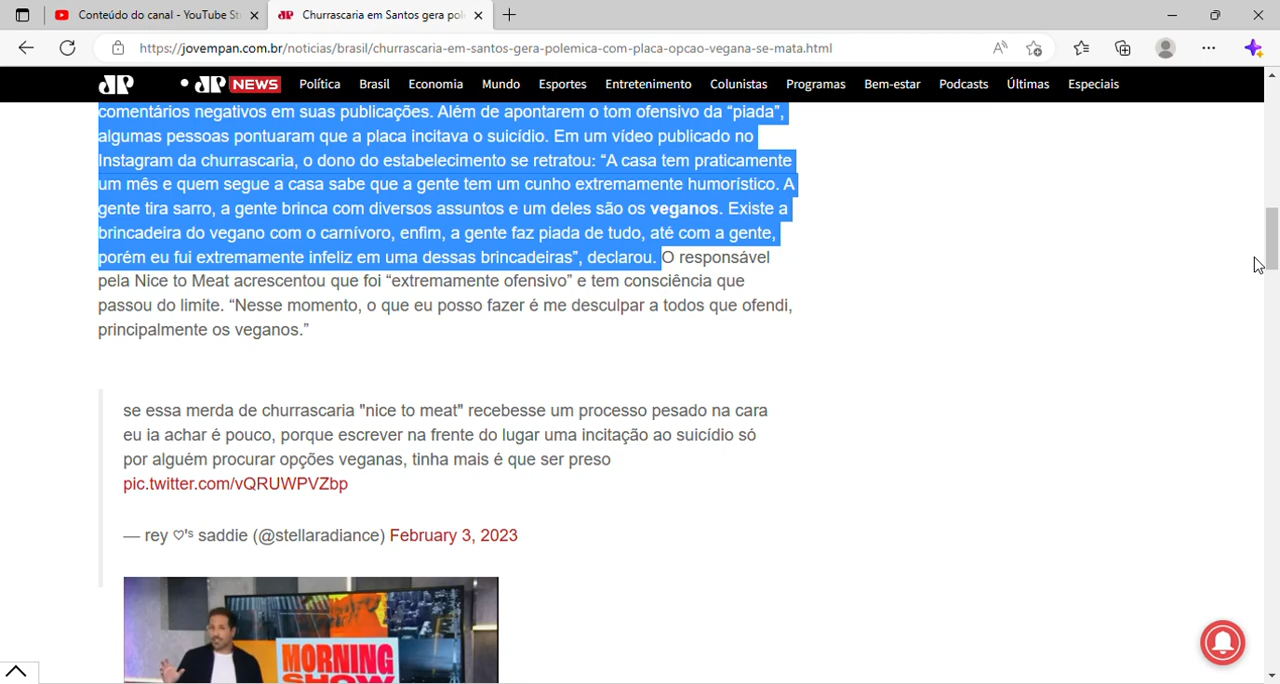 Conteúdo do canal - YouTube St
Churrascaria em Santos gera pol
https://jovempan.com.br/noticias/brasil/churrascaria-em-santos-gera-polemica-com-placa-opcao-vegana-se-mata.html
JP JP NEWS Política Brasil Economia Mundo Esportes Entretenimento Colunistas Programas Bem-estar Podcasts Últimas Especiais
comentários negativos em suas publicações. Além de apontarem o tom ofensivo da “piada”,
algumas pessoas pontuaram que a placa incitava o suicídio. Em um vídeo publicado no
Instagram da churrascaria, o dono do estabelecimento se retratou: “A casa tem praticamente
um mês e quem segue a casa sabe que a gente tem um cunho extremamente humorístico. A
gente tira sarro, a gente brinca com diversos assuntos e um deles são os veganos. Existe a
brincadeira do vegano com o carnívoro, enfim, a gente faz piada de tudo, até com a gente,
porém eu fui extremamente infeliz em uma dessas brincadeiras”, declarou. O responsável
pela Nice to Meat acrescentou que foi “extremamente ofensivo” e tem consciência que
passou do limite. “Nesse momento, o que eu posso fazer é me desculpar a todos que ofendi,
principalmente os veganos.”
se essa merda de churrascaria "nice to meat" recebesse um processo pesado na cara
eu ia achar é pouco, porque escrever na frente do lugar uma incitação ao suicídio só
por alguém procurar opções veganas, tinha mais é que ser preso
pic.twitter.com/vQRUWPVZbp
— rey ♡'s saddie (@stellaradiance) February 3, 2023
MORNING
SHOW